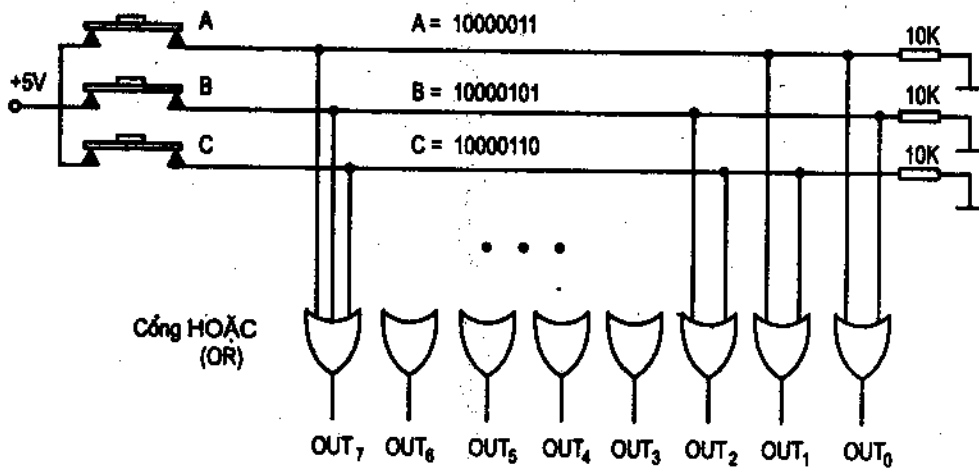 A
A = 10000011
10K
+5V
B
B = 10000101
10K
C
C = 10000110
10K
Cổng HOẶC
(OR)
OUT₇ OUT₆ OUT₅ OUT₄ OUT₃ OUT₂ OUT₁ OUT₀